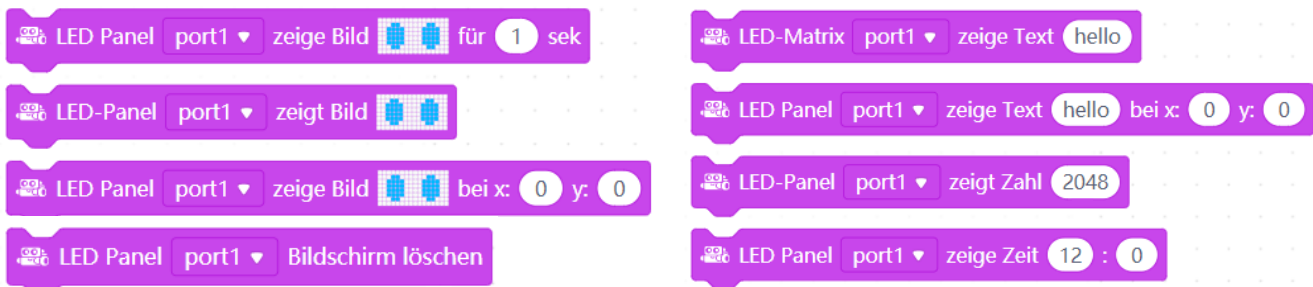 LED Panel port1 zeige Bild für 1 sek
LED-Panel port1 zeigt Bild
LED Panel port1 zeige Bild bei x: 0 y: 0
LED Panel port1 Bildschirm löschen
LED-Matrix port1 zeige Text hello
LED Panel port1 zeige Text hello bei x: 0 y: 0
LED-Panel port1 zeigt Zahl 2048
LED Panel port1 zeige Zeit 12 : 0